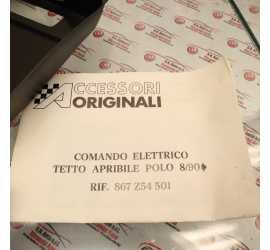 ACCESSORI
ORIGINALI
COMANDO ELETTRICO
TETTO APRIBILE POLO 8/90
RIF. 867 Z54 501